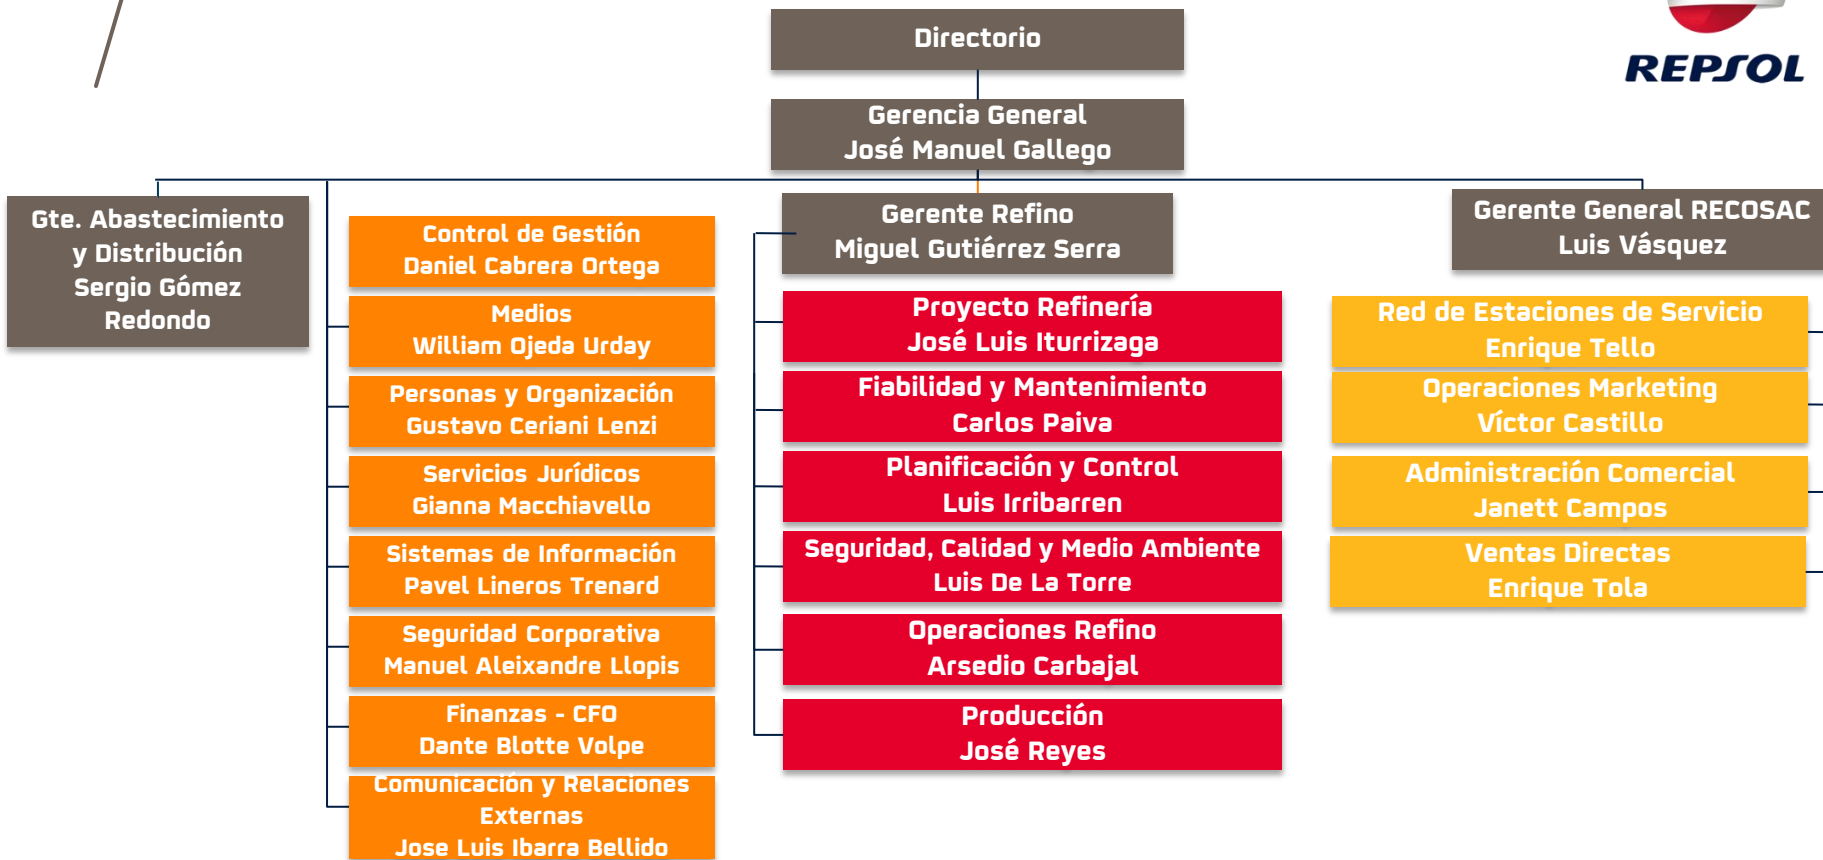 Directorio
REPSOL
Gerencia General
José Manuel Gallego
Gte. Abastecimiento
y Distribución
Sergio Gómez
Redondo
Control de Gestión
Daniel Cabrera Ortega
Medios
William Ojeda Urday
Personas y Organización
Gustavo Ceriani Lenzi
Servicios Jurídicos
Gianna Macchiavello
Sistemas de Información
Pavel Lineros Trenard
Seguridad Corporativa
Manuel Aleixandre Llopis
Finanzas - CFO
Dante Blotte Volpe
Comunicación y Relaciones
Externas
Jose Luis Ibarra Bellido
Gerente Refino
Miguel Gutiérrez Serra
Proyecto Refinería
José Luis Iturrizaga
Fiabilidad y Mantenimiento
Carlos Paiva
Planificación y Control
Luis Irribarren
Seguridad, Calidad y Medio Ambiente
Luis De La Torre
Operaciones Refino
Arsedio Carbajal
Producción
José Reyes
Gerente General RECOSAC
Luis Vásquez
Red de Estaciones de Servicio
Enrique Tello
Operaciones Marketing
Víctor Castillo
Administración Comercial
Janett Campos
Ventas Directas
Enrique Tola